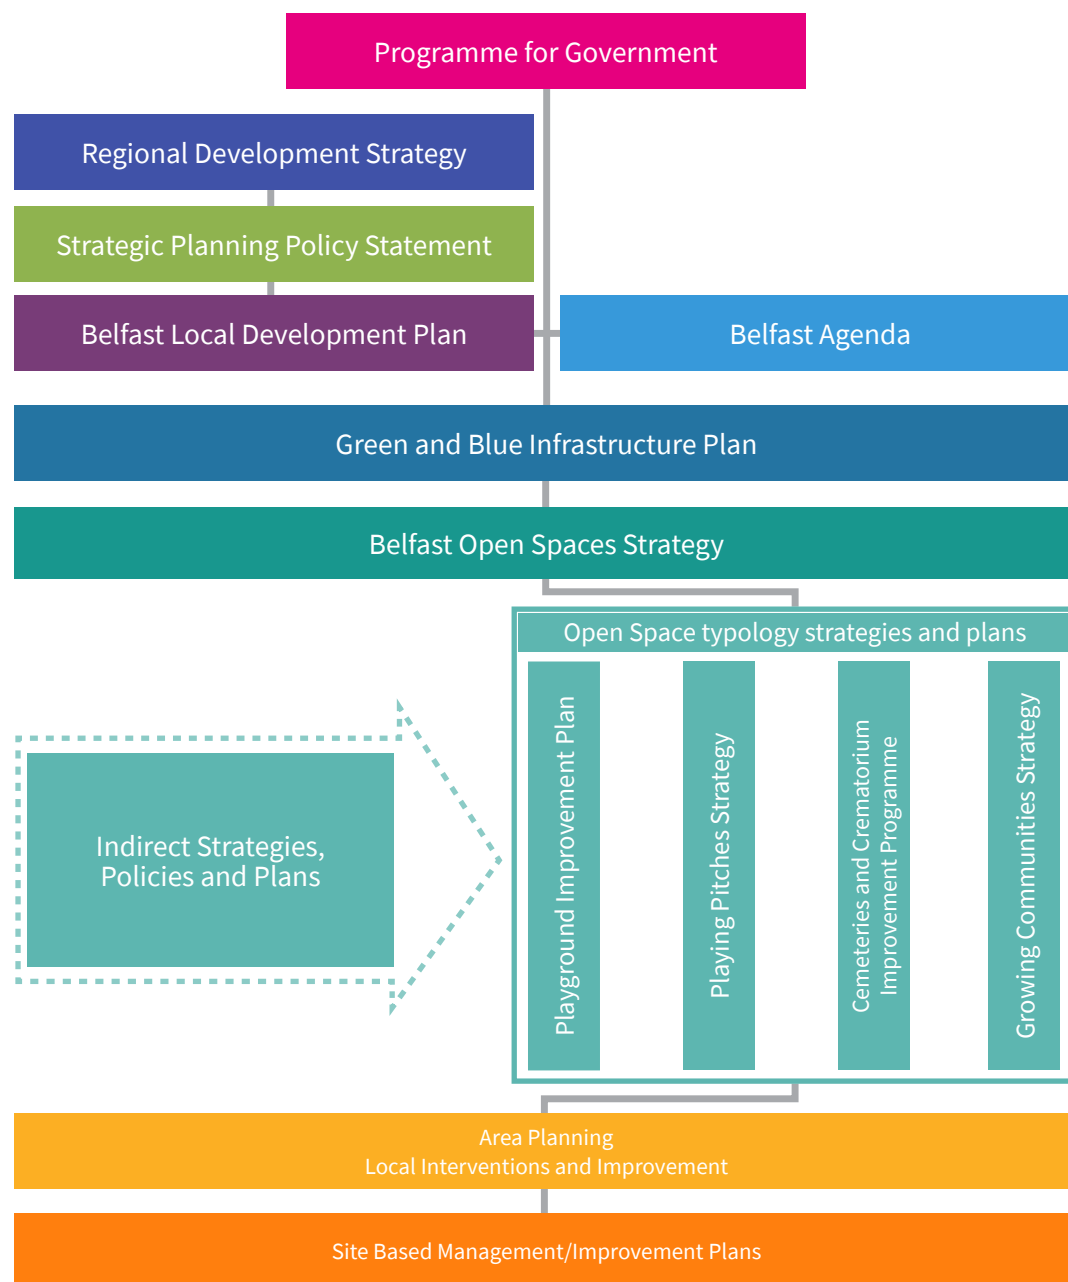 Programme for Government
Regional Development Strategy
Strategic Planning Policy Statement
Belfast Local Development Plan
Belfast Agenda
Green and Blue Infrastructure Plan
Belfast Open Spaces Strategy
Open Space typology strategies and plans
Indirect Strategies,
Policies and Plans
Playground Improvement Plan
Playing Pitches Strategy
Cemeteries and Crematorium
Improvement Programme
Growing Communities Strategy
Area Planning
Local Interventions and Improvement
Site Based Management/Improvement Plans